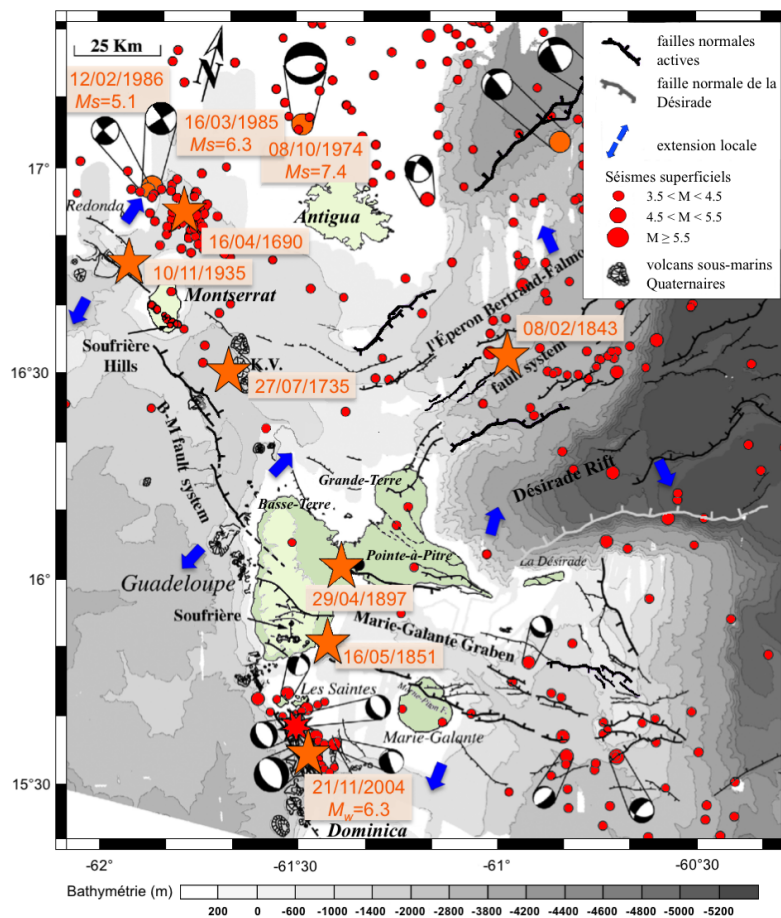 25 Km
N
12/02/1986
Ms=5.1
16/03/1985
Ms=6.3
08/10/1974
Ms=7.4
failles normales
actives
faille normale de la
Désirade
extension locale
Séismes superficiels
3.5 < M < 4.5
4.5 < M < 5.5
M ≥ 5.5
volcans sous-marins
Quaternaires
17°
Redonda
Antigua
16/04/1690
10/11/1935
Montserrat
Soufrière
Hills
l'Éperon Bertrand-Falmo
fault system
08/02/1843
16°30'
K.V.
27/07/1735
B-M fault system
Grande-Terre
Basse-Terre
Désirade Rift
Pointe-à-Pitre
La Désirade
16°
Guadeloupe
29/04/1897
Soufrière
Marie-Galante Graben
16/05/1851
Les Saintes
Marie-Galante
15°30'
21/11/2004
Mw=6.3
Dominica
-62° -61°30' -61° -60°30'
Bathymétrie (m)
200 0 -600 -1000 -1400 -2000 -2800 -3800 -4400 -4800 -5200